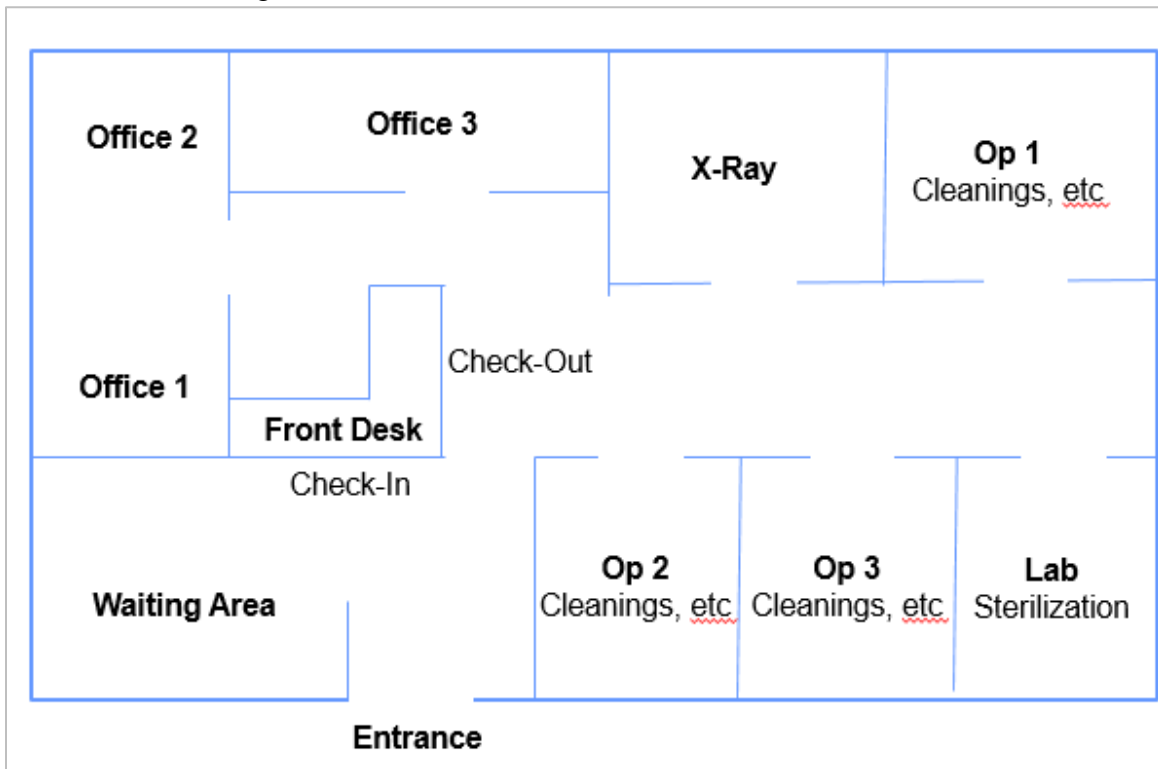 Office 2
Office 3
X-Ray
Op 1
Cleanings, etc
Check-Out
Office 1
Front Desk
Check-In
Op 2
Cleanings, etc
Op 3
Cleanings, etc
Lab
Sterilization
Waiting Area
Entrance